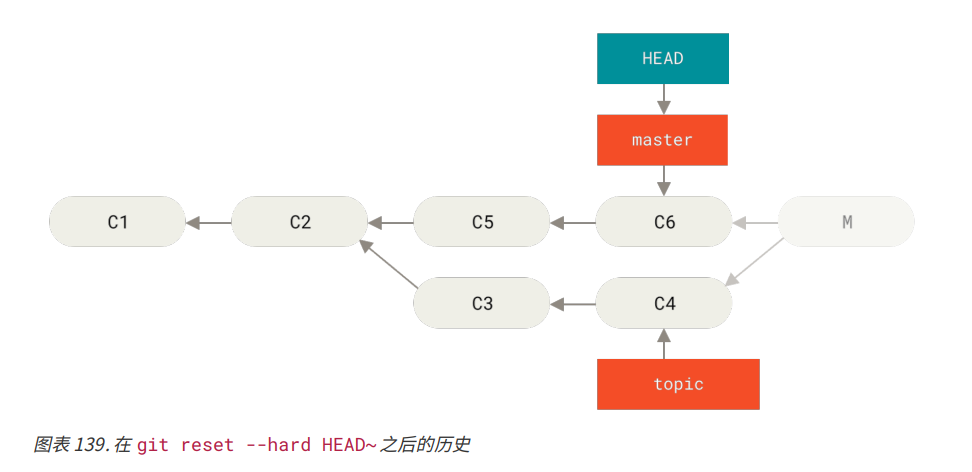 HEAD
master
C1 C2 C5 C6 M
C3 C4
topic
图表 139. 在 git reset --hard HEAD~ 之后的历史